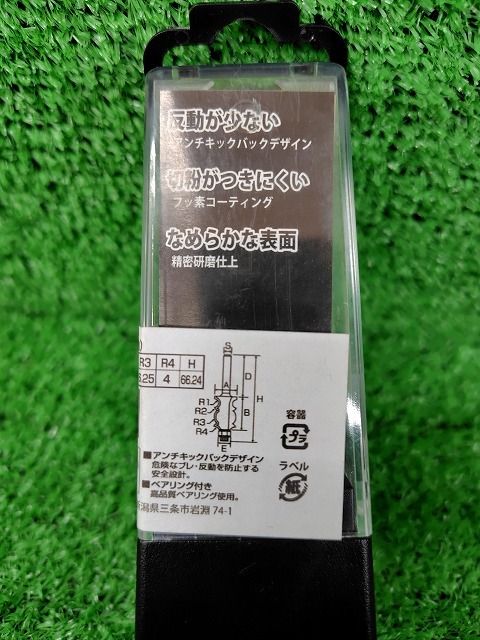 反動が少ない
アンチキックバックデザイン
切粉がつきにくい
フッ素コーティング
なめらかな表面
精密研磨仕上
R3 R4 H
.25 4 66.24
S
D
A
H
R1
R2
B
R3
R4
E
容器
プラ
ラベル
紙
■アンチキックバックデザイン
危険なブレ・反動を防止する
安全設計。
■ベアリング付き
高品質ベアリング使用。
潟県三条市岩淵 74-1